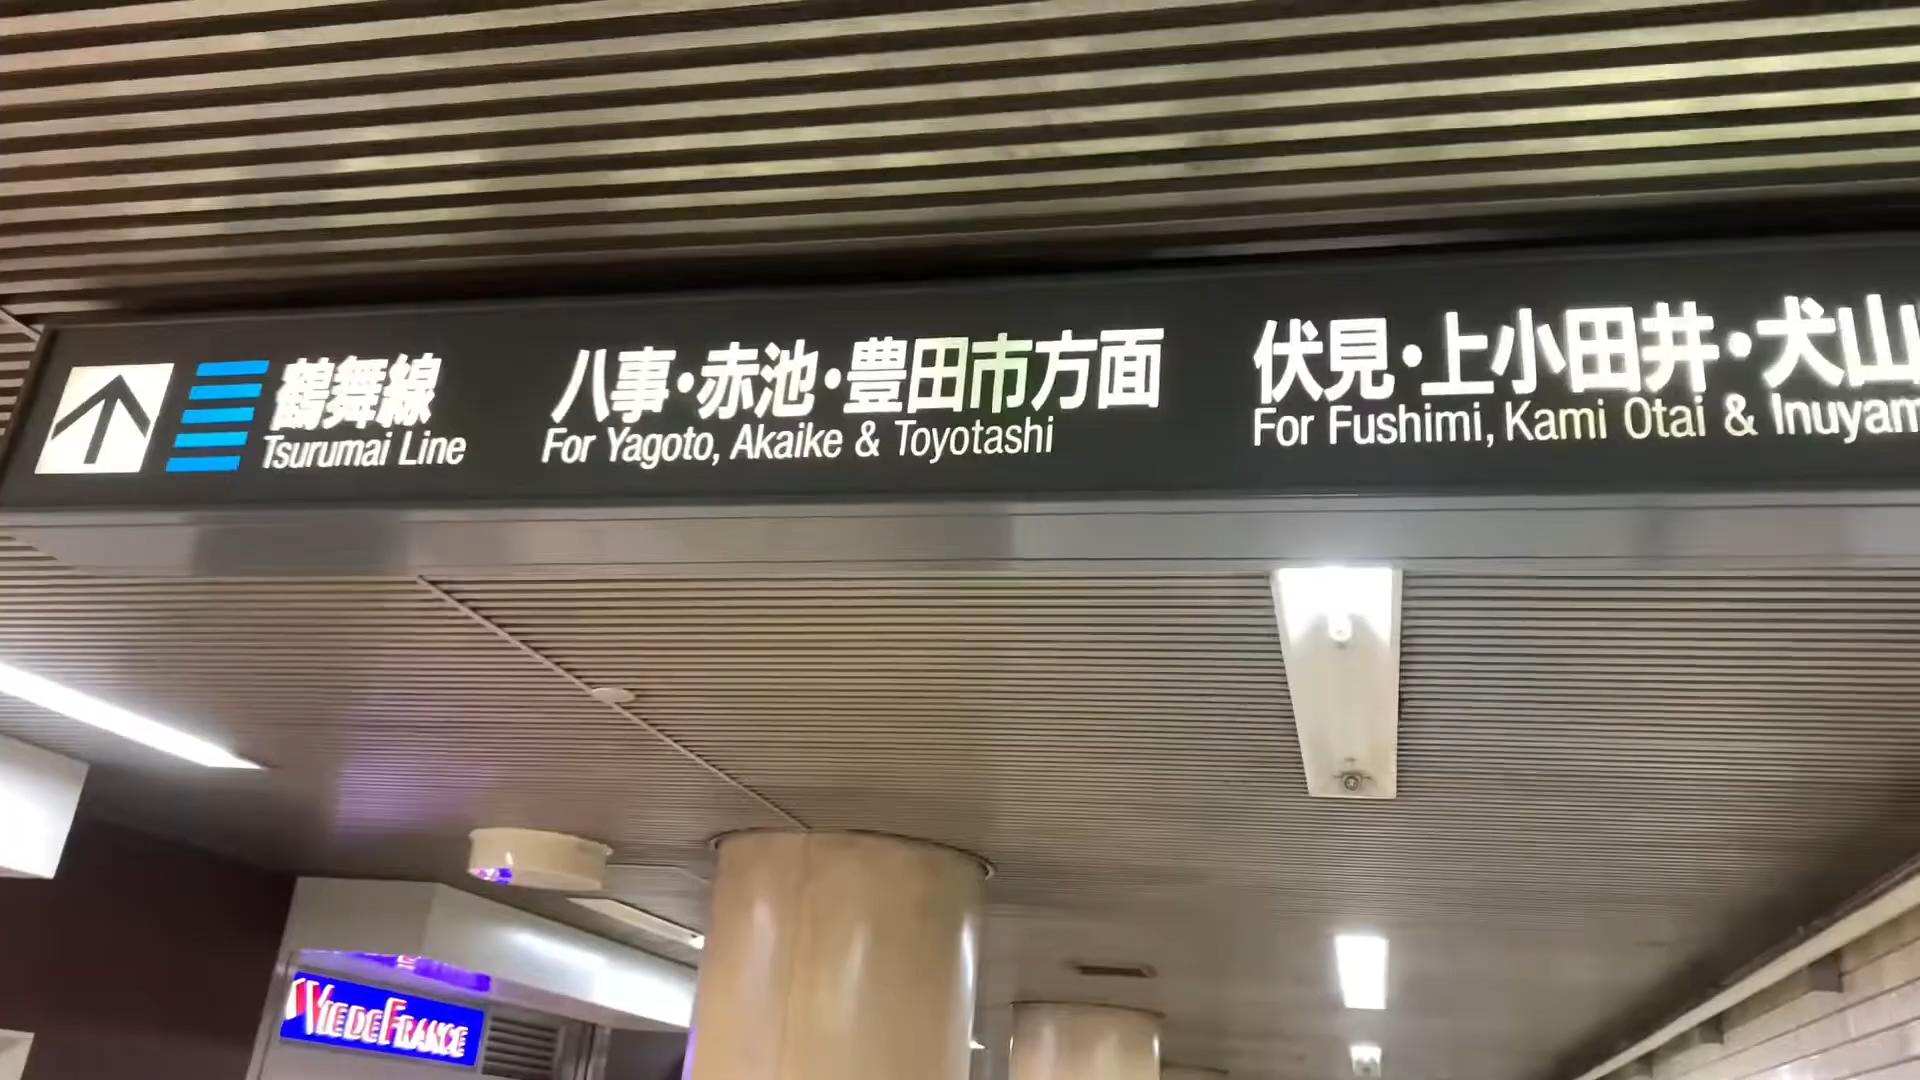 鶴舞線
Tsurumai Line
八事・赤池・豊田市方面
For Yagoto, Akaike & Toyotashi
伏見・上小田井・犬山
For Fushimi, Kami Otai & Inuyam
VIE DE FRANCE